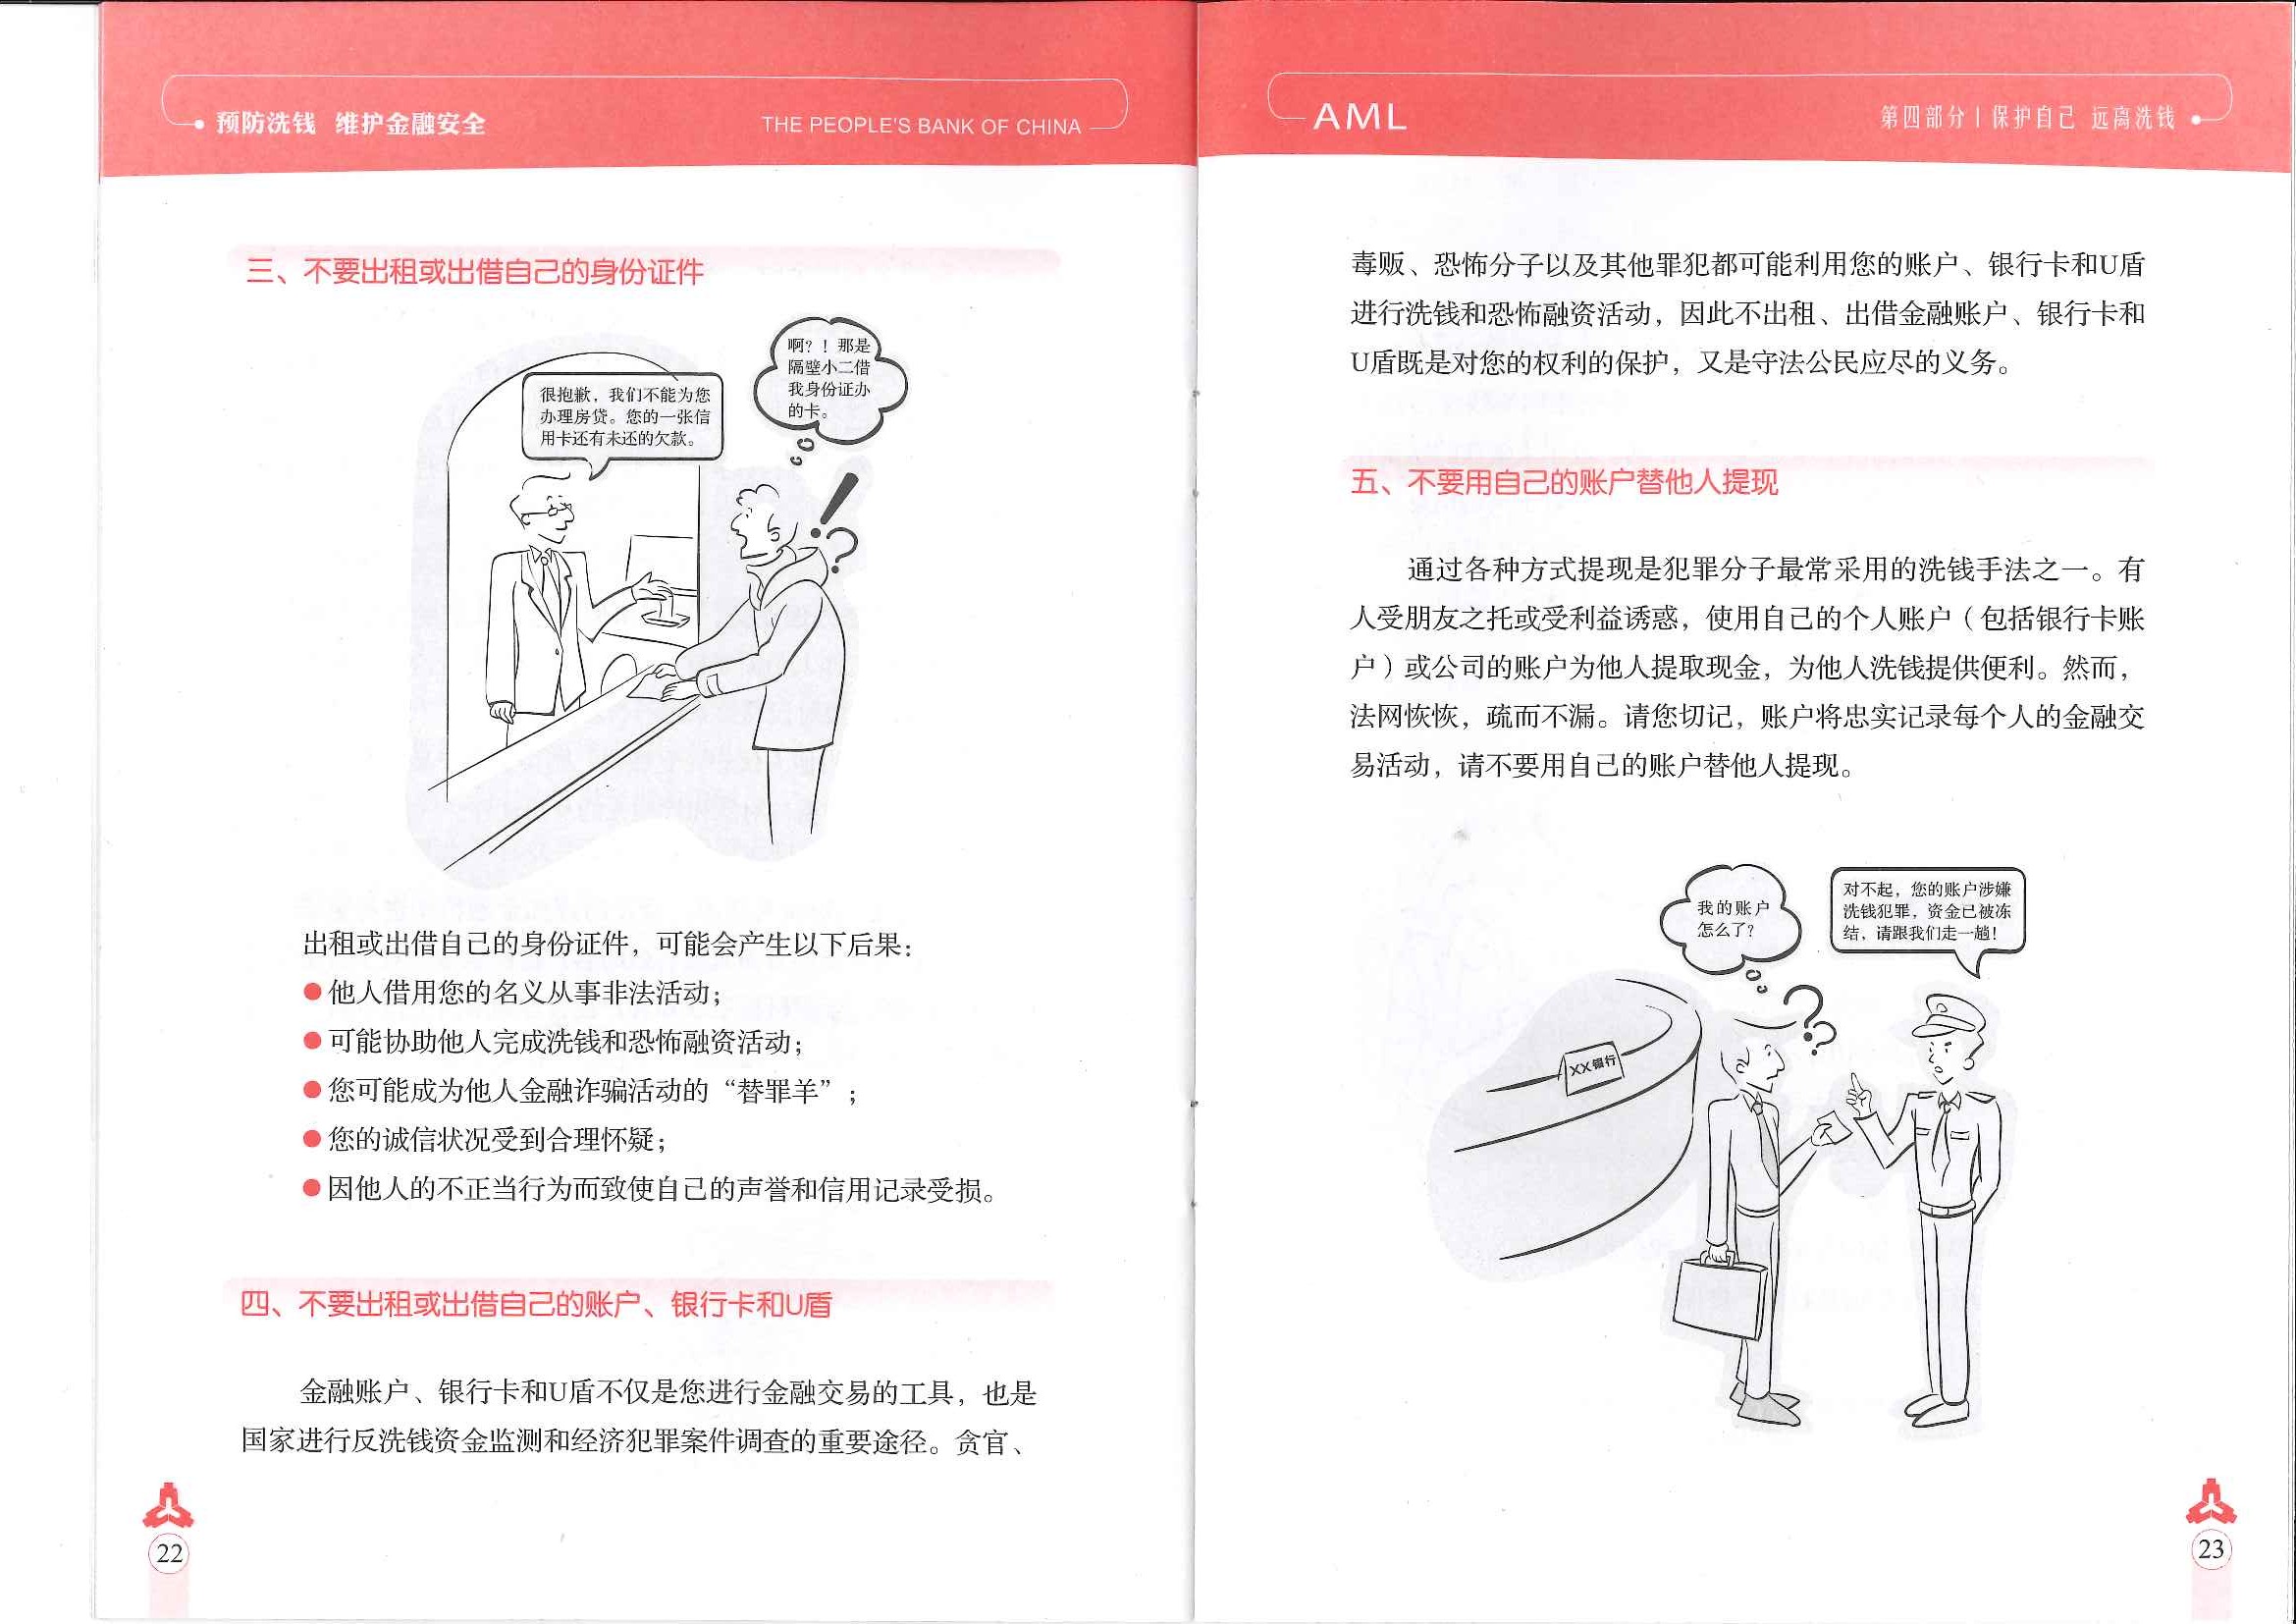 预防洗钱 维护金融安全
THE PEOPLE'S BANK OF CHINA
三、不要出租或出借自己的身份证件
很抱歉，我们不能为您
办理房贷。您的一张信
用卡还有未还的欠款。
啊？！那是
隔壁小二借
我身份证办
的卡。
出租或出借自己的身份证件，可能会产生以下后果：
●他人借用您的名义从事非法活动；
●可能协助他人完成洗钱和恐怖融资活动；
●您可能成为他人金融诈骗活动的“替罪羊”；
●您的诚信状况受到合理怀疑；
●因他人的不正当行为而致使自己的声誉和信用记录受损。
四、不要出租或出借自己的账户、银行卡和U盾
金融账户、银行卡和U盾不仅是您进行金融交易的工具，也是
国家进行反洗钱资金监测和经济犯罪案件调查的重要途径。贪官、
22
AML
第四部分 | 保护自己 远离洗钱
毒贩、恐怖分子以及其他罪犯都可能利用您的账户、银行卡和U盾
进行洗钱和恐怖融资活动，因此不出租、出借金融账户、银行卡和
U盾既是对您的权利的保护，又是守法公民应尽的义务。
五、不要用自己的账户替他人提现
通过各种方式提现是犯罪分子最常采用的洗钱手法之一。有
人受朋友之托或受利益诱惑，使用自己的个人账户（包括银行卡账
户）或公司的账户为他人提取现金，为他人洗钱提供便利。然而，
法网恢恢，疏而不漏。请您切记，账户将忠实记录每个人的金融交
易活动，请不要用自己的账户替他人提现。
我的账户
怎么了？
对不起，您的账户涉嫌
洗钱犯罪，资金已被冻
结，请跟我们走一趟！
XX银行
23